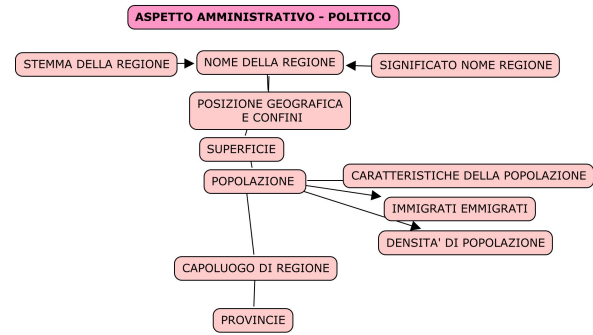 ASPETTO AMMINISTRATIVO - POLITICO
STEMMA DELLA REGIONE
NOME DELLA REGIONE
SIGNIFICATO NOME REGIONE
POSIZIONE GEOGRAFICA
E CONFINI
SUPERFICIE
POPOLAZIONE
CARATTERISTICHE DELLA POPOLAZIONE
IMMIGRATI EMMIGRATI
DENSITA' DI POPOLAZIONE
CAPOLUOGO DI REGIONE
PROVINCIE